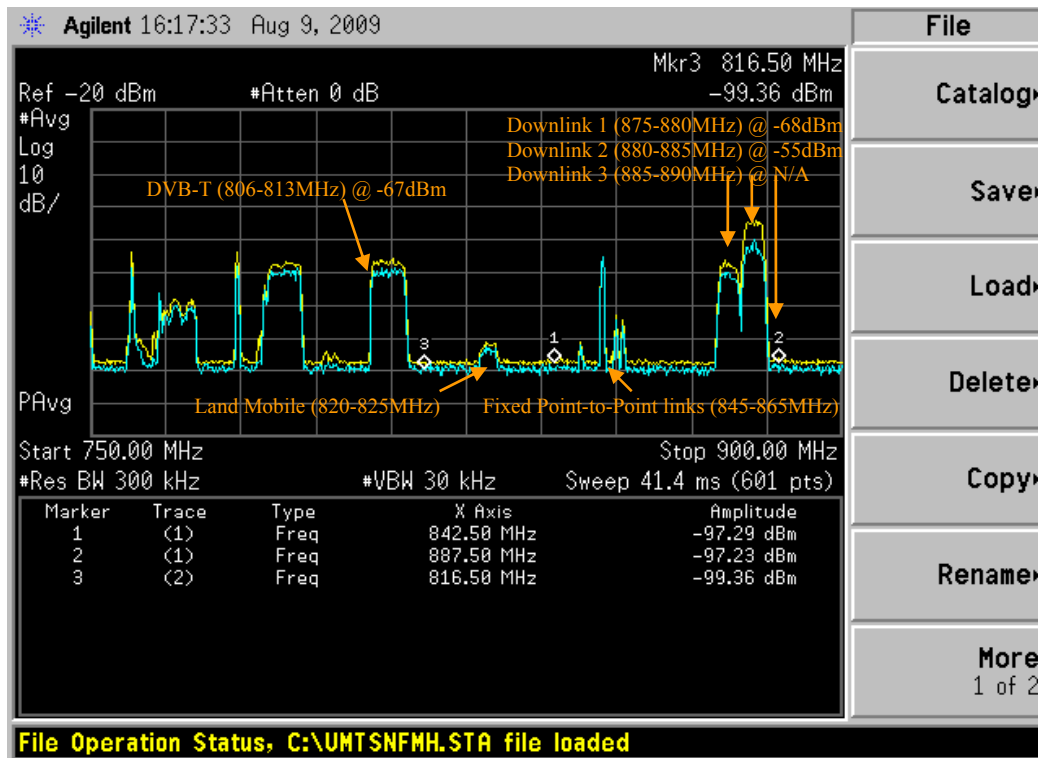 Agilent 16:17:33 Aug 9, 2009
File
Mkr3 816.50 MHz
Ref -20 dBm #Atten 0 dB -99.36 dBm
#Avg
Log
10
dB/
Downlink 1 (875-880MHz) @ -68dBm
Downlink 2 (880-885MHz) @ -55dBm
Downlink 3 (885-890MHz) @ N/A
DVB-T (806-813MHz) @ -67dBm
3
1
2
PAvg
Land Mobile (820-825MHz) Fixed Point-to-Point links (845-865MHz)
Start 750.00 MHz Stop 900.00 MHz
#Res BW 300 kHz #VBW 30 kHz Sweep 41.4 ms (601 pts)
Marker Trace Type X Axis Amplitude
1 (1) Freq 842.50 MHz -97.29 dBm
2 (1) Freq 887.50 MHz -97.23 dBm
3 (2) Freq 816.50 MHz -99.36 dBm
Catalog
Save
Load
Delete
Copy
Rename
More
1 of 2
File Operation Status, C:\UMTSNFMH.STA file loaded